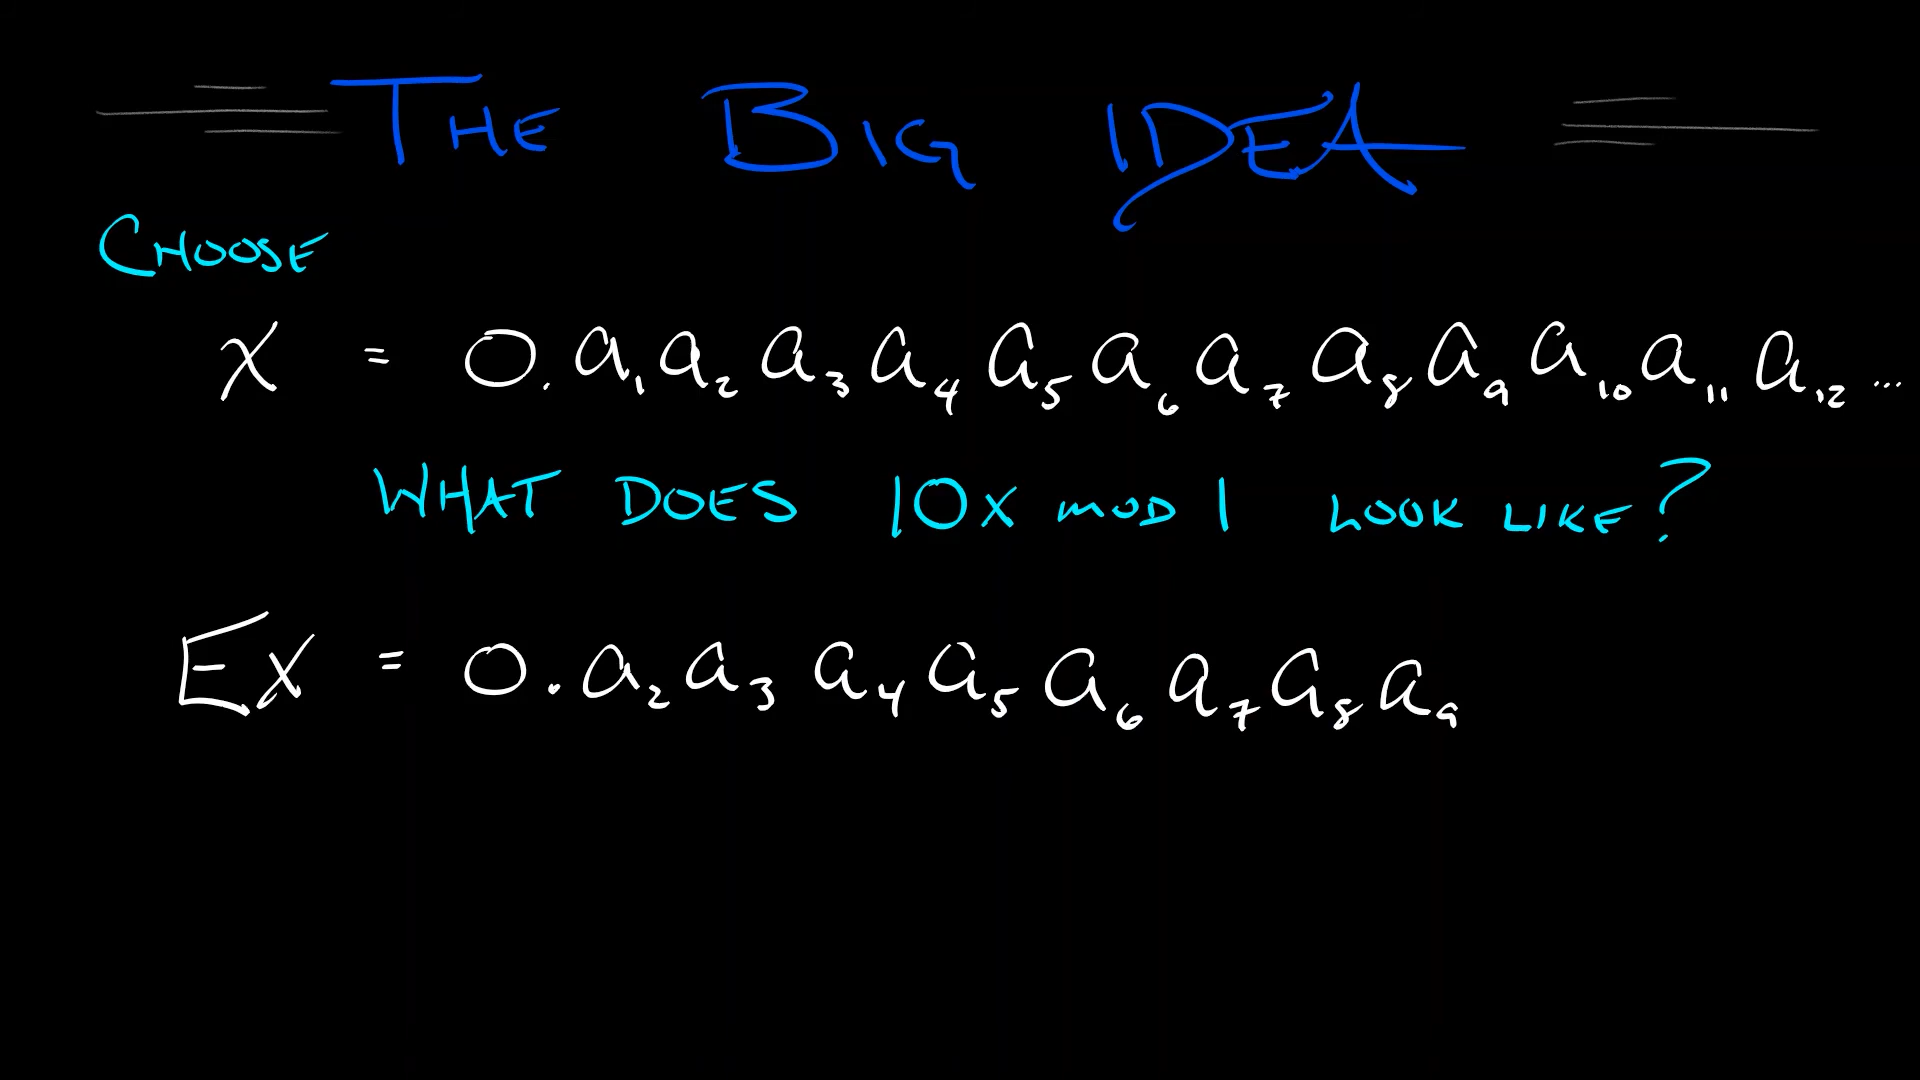 THE BIG IDEA
CHOOSE
x = 0.a₁a₂a₃a₄a₅a₆a₇a₈a₉a₁₀a₁₁a₁₂...
WHAT DOES 10x MOD 1 LOOK LIKE?
Ex = 0.a₂a₃a₄a₅a₆a₇a₈a₉